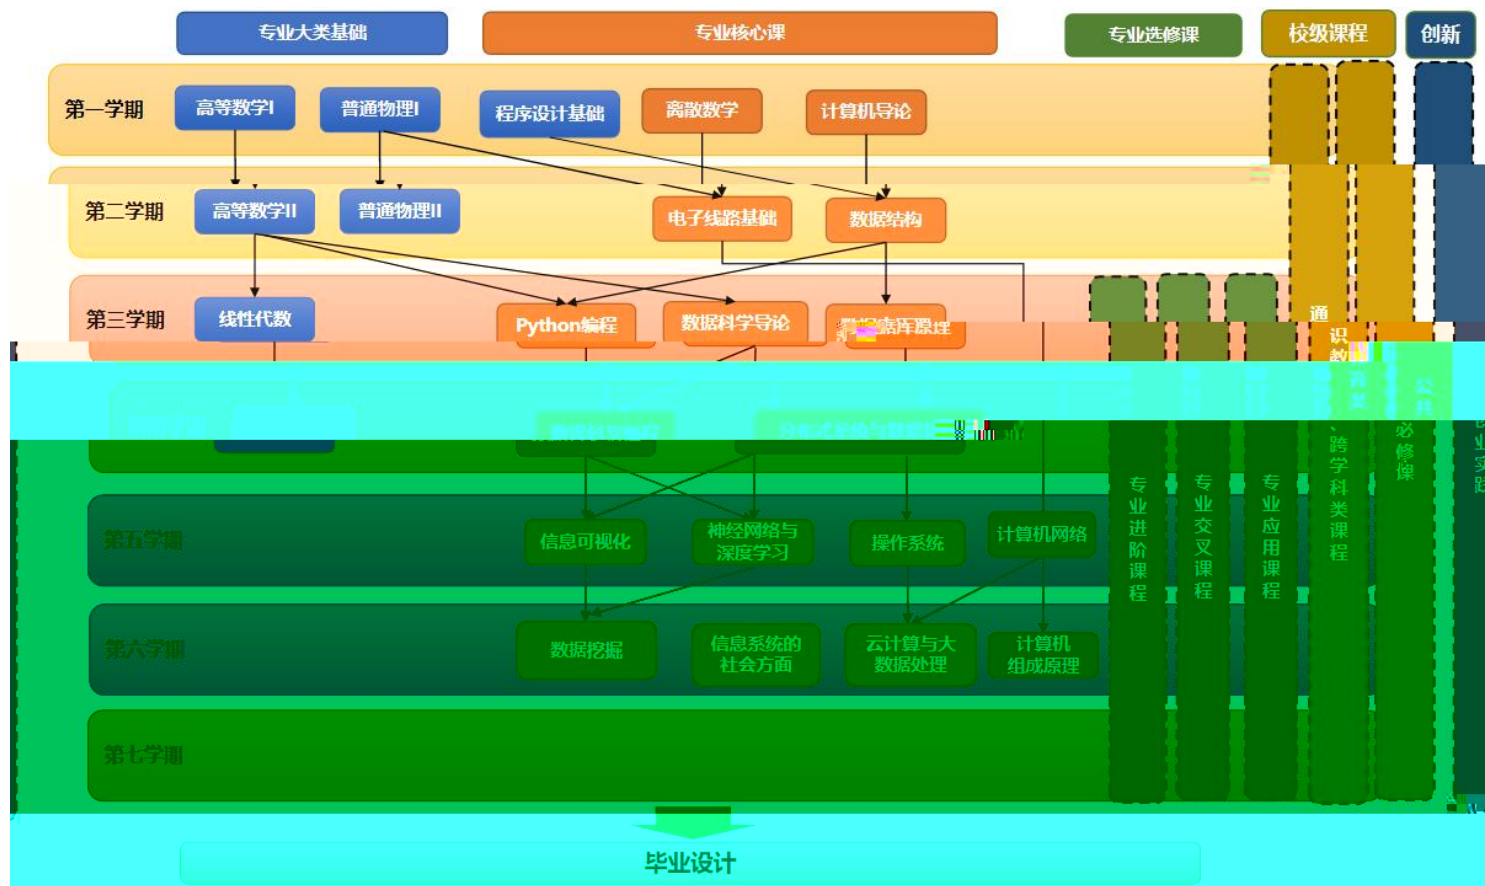 专业大类基础
专业核心课
专业选修课
校级课程
创新
第一学期
高等数学I
普通物理I
程序设计基础
离散数学
计算机导论
第二学期
高等数学II
普通物理II
电子线路基础
数据结构
第三学期
线性代数
Python编程
数据科学导论
数据库原理
第五学期
信息可视化
神经网络与
深度学习
操作系统
计算机网络
第六学期
数据挖掘
信息系统的
社会方面
云计算与大
数据处理
计算机
组成原理
第七学期
专业进阶课程
专业交叉课程
专业应用课程
通识教
跨学科类课程
必修课
业实践
毕业设计